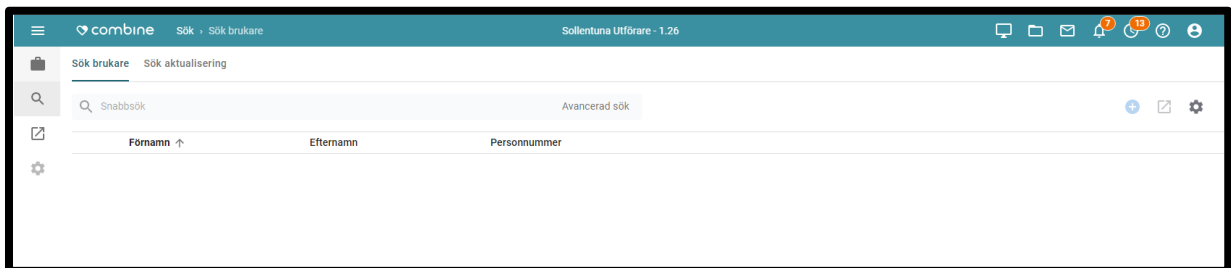 combine Sök › Sök brukare Sollentuna Utförare - 1.26 7 13
Sök brukare Sök aktualisering
Snabbsök Avancerad sök
Förnamn ↑ Efternamn Personnummer